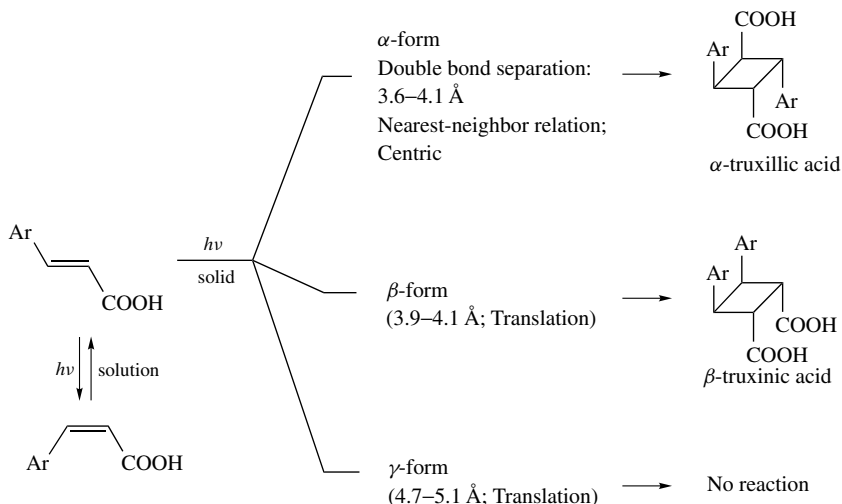 α-form
Double bond separation:
3.6–4.1 Å
Nearest-neighbor relation;
Centric
COOH
Ar
Ar
COOH
α-truxillic acid
Ar
COOH
hν
solid
β-form
(3.9–4.1 Å; Translation)
Ar
Ar
COOH
COOH
β-truxinic acid
hν
solution
Ar
COOH
γ-form
(4.7–5.1 Å; Translation)
No reaction